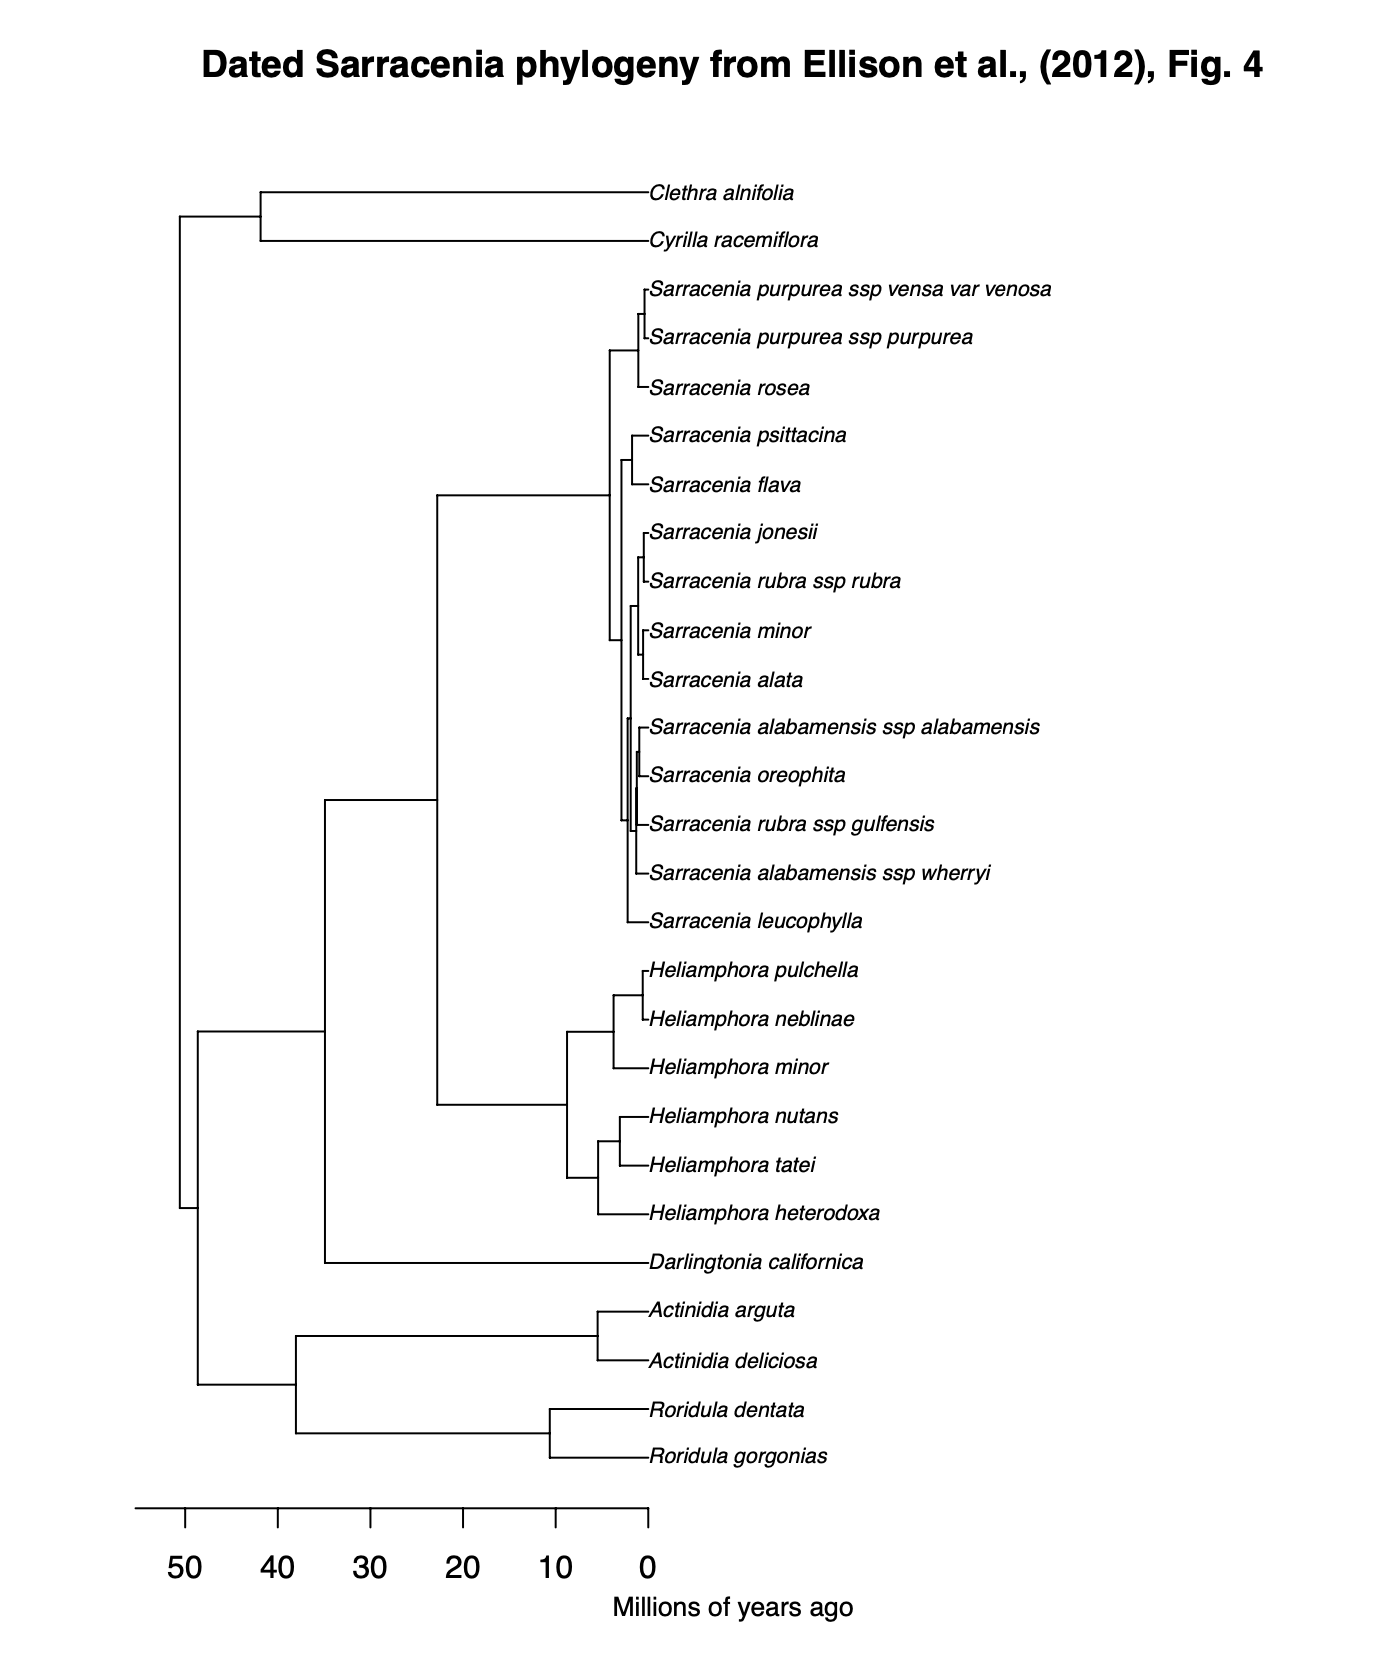 Dated Sarracenia phylogeny from Ellison et al., (2012), Fig. 4
Clethra alnifolia
Cyrilla racemiflora
Sarracenia purpurea ssp vensa var venosa
Sarracenia purpurea ssp purpurea
Sarracenia rosea
Sarracenia psittacina
Sarracenia flava
Sarracenia jonesii
Sarracenia rubra ssp rubra
Sarracenia minor
Sarracenia alata
Sarracenia alabamensis ssp alabamensis
Sarracenia oreophita
Sarracenia rubra ssp gulfensis
Sarracenia alabamensis ssp wherryi
Sarracenia leucophylla
Heliamphora pulchella
Heliamphora neblinae
Heliamphora minor
Heliamphora nutans
Heliamphora tatei
Heliamphora heterodoxa
Darlingtonia californica
Actinidia arguta
Actinidia deliciosa
Roridula dentata
Roridula gorgonias
50 40 30 20 10 0
Millions of years ago